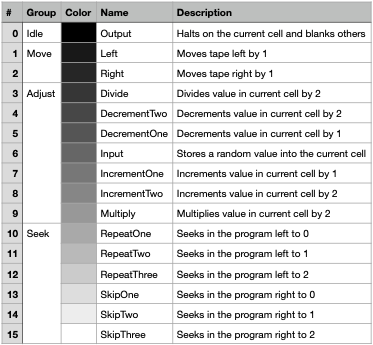 # Group Color Name Description
0 Idle Output Halts on the current cell and blanks others
1 Move Left Moves tape left by 1
2 Right Moves tape right by 1
3 Adjust Divide Divides value in current cell by 2
4 DecrementTwo Decrements value in current cell by 2
5 DecrementOne Decrements value in current cell by 1
6 Input Stores a random value into the current cell
7 IncrementOne Increments value in current cell by 1
8 IncrementTwo Increments value in current cell by 2
9 Multiply Multiplies value in current cell by 2
10 Seek RepeatOne Seeks in the program left to 0
11 RepeatTwo Seeks in the program left to 1
12 RepeatThree Seeks in the program left to 2
13 SkipOne Seeks in the program right to 0
14 SkipTwo Seeks in the program right to 1
15 SkipThree Seeks in the program right to 2